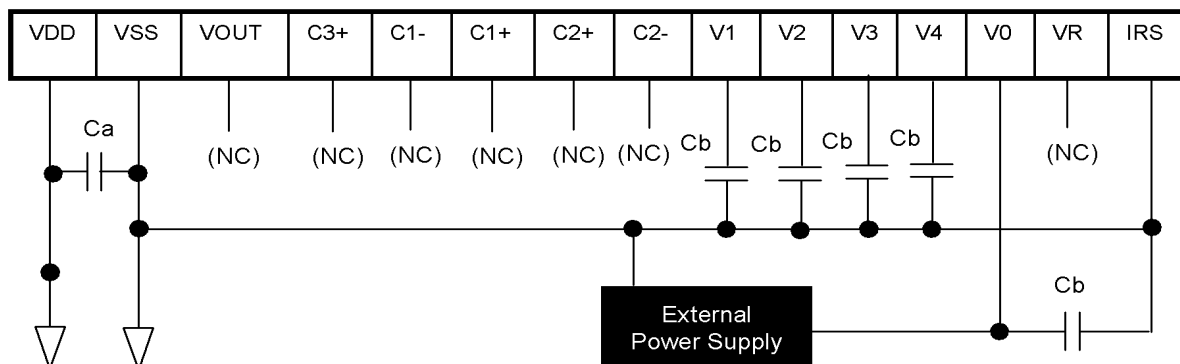 VDD VSS VOUT C3+ C1- C1+ C2+ C2- V1 V2 V3 V4 V0 VR IRS
Ca
(NC) (NC) (NC) (NC) (NC) (NC) Cb Cb Cb Cb (NC)
External
Power Supply
Cb